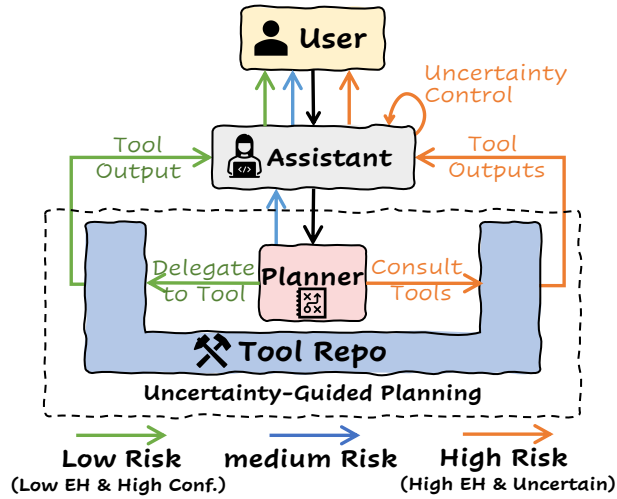 User
Uncertainty
Control
Tool
Output
Assistant
Tool
Outputs
Delegate
to Tool
Planner
Consult
Tools
Tool Repo
Uncertainty-Guided Planning
Low Risk
(Low EH & High Conf.)
medium Risk
High Risk
(High EH & Uncertain)